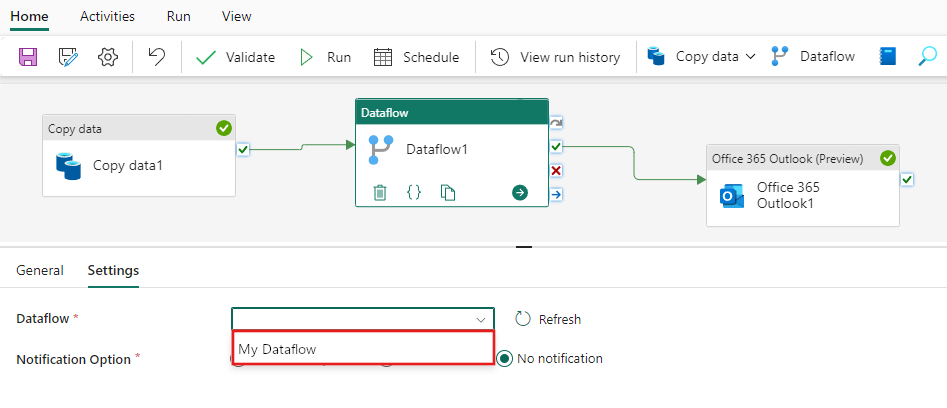 Home Activities Run View
Validate Run Schedule View run history Copy data Dataflow
Dataflow
Copy data
Copy data1
Dataflow1
{}
Office 365 Outlook (Preview)
Office 365
Outlook1
General Settings
Dataflow * Refresh
My Dataflow
Notification Option * No notification